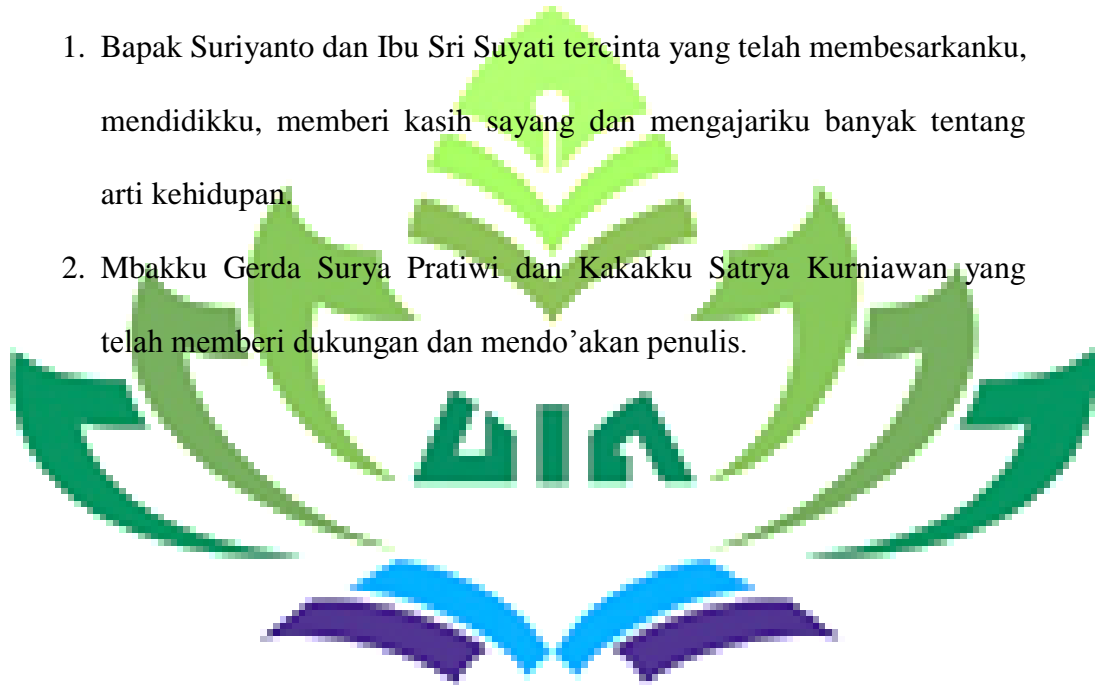 1. Bapak Suriyanto dan Ibu Sri Suyati tercinta yang telah membesarkanku,
mendidikku, memberi kasih sayang dan mengajariku banyak tentang
arti kehidupan.
2. Mbakku Gerda Surya Pratiwi dan Kakakku Satrya Kurniawan yang
telah memberi dukungan dan mendo’akan penulis.
UIN